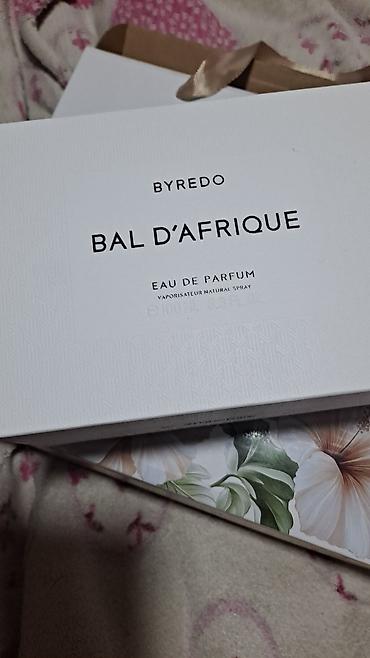 BYREDO
BAL D'AFRIQUE
EAU DE PARFUM
VAPORISATEUR NATURAL SPRAY